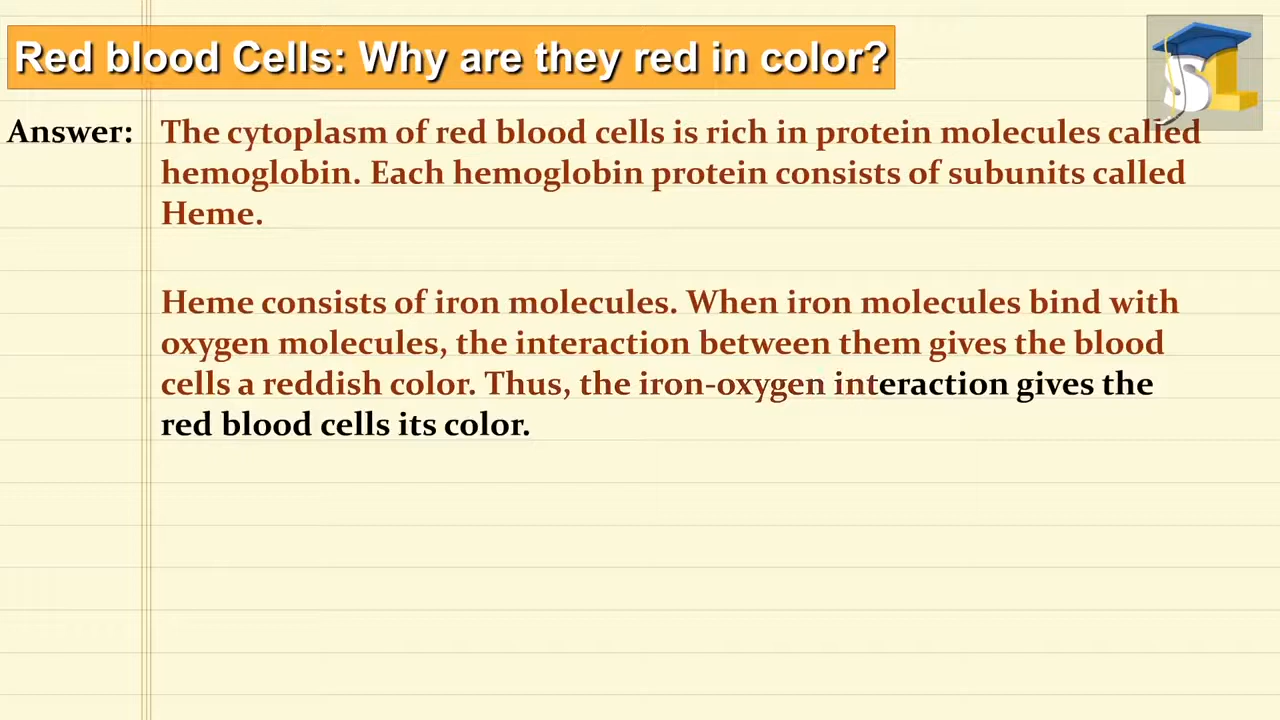 Red blood Cells: Why are they red in color?
SL
Answer: The cytoplasm of red blood cells is rich in protein molecules called
hemoglobin. Each hemoglobin protein consists of subunits called
Heme.
Heme consists of iron molecules. When iron molecules bind with
oxygen molecules, the interaction between them gives the blood
cells a reddish color. Thus, the iron-oxygen interaction gives the
red blood cells its color.